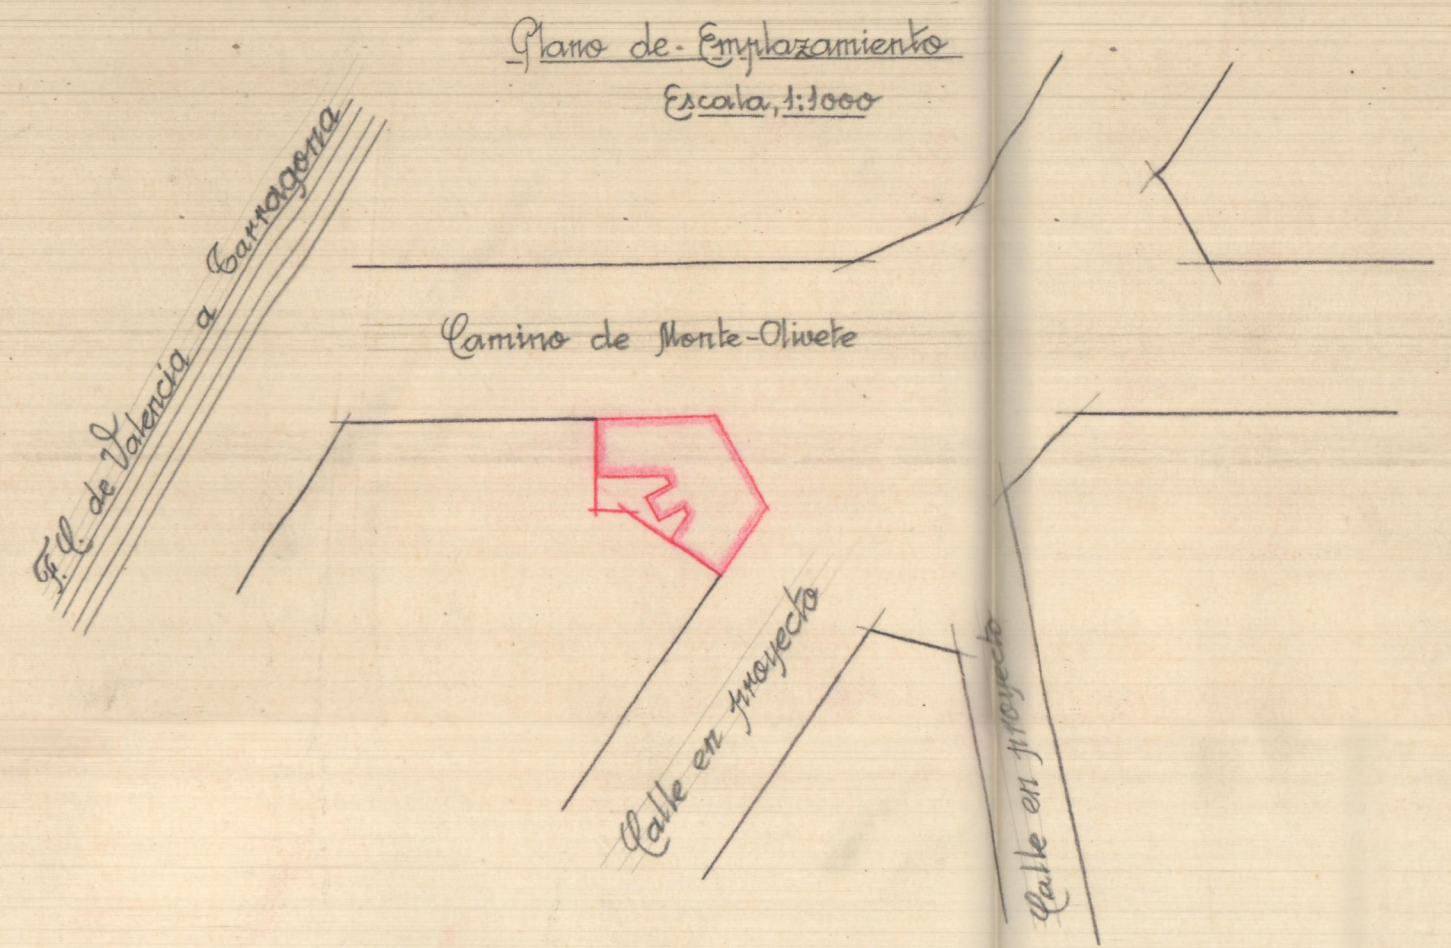 Plano de Emplazamiento
Escala, 1:1000
F.C. de Valencia a Tarragona
Camino de Monte-Olivete
Calle en proyecto
Calle en proyecto